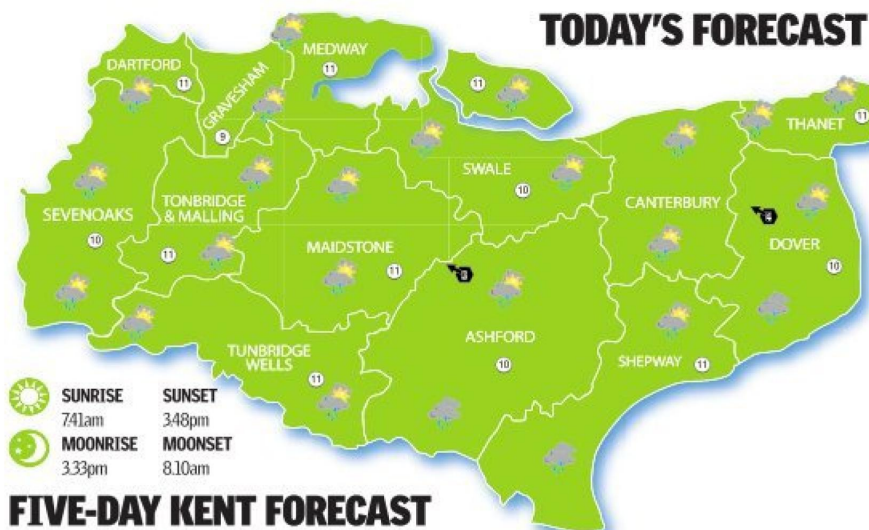 TODAY'S FORECAST
MEDWAY
DARTFORD
11
11
11
GRAVESHAM
9
THANET
11
SWALE
10
TONBRIDGE
& MALLING
11
SEVENOAKS
10
CANTERBURY
DOVER
10
MAIDSTONE
11
ASHFORD
10
SHEPWAY
11
TUNBRIDGE
WELLS
11
SUNRISE
7.41am
SUNSET
3.48pm
MOONRISE
3.33pm
MOONSET
8.10am
FIVE-DAY KENT FORECAST